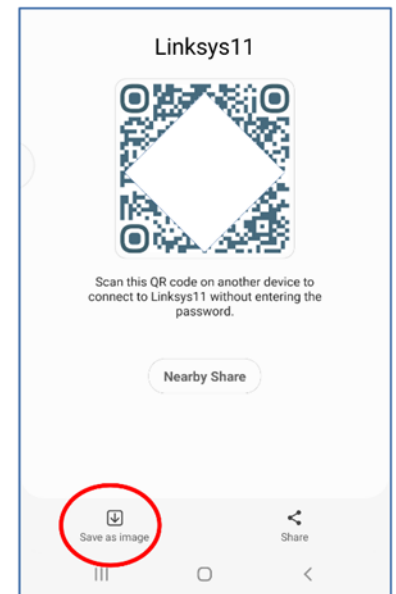 Linksys11
Scan this QR code on another device to
connect to Linksys11 without entering the
password.
Nearby Share
Save as image
Share